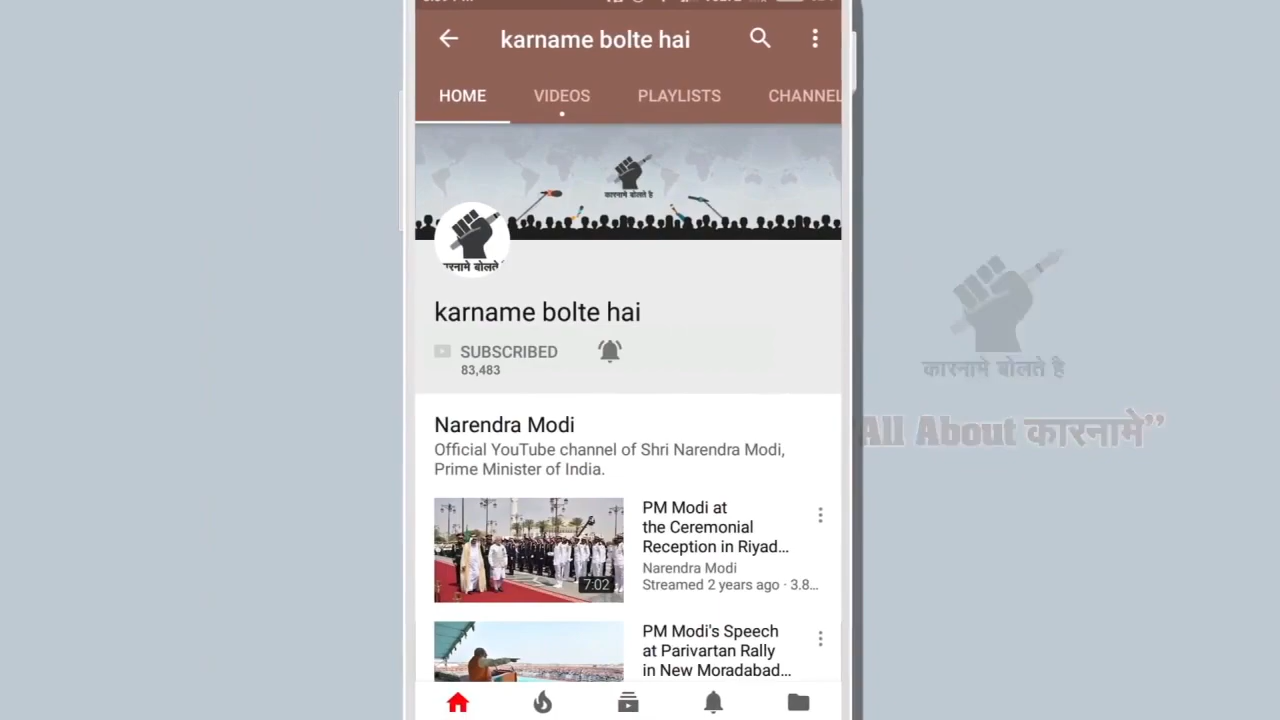 karname bolte hai
HOME VIDEOS PLAYLISTS CHANNEL
कारनामे बोलते है
karname bolte hai
SUBSCRIBED
83,483
Narendra Modi
Official YouTube channel of Shri Narendra Modi,
Prime Minister of India.
PM Modi at
the Ceremonial
Reception in Riyad...
Narendra Modi
Streamed 2 years ago · 3.8...
7:02
PM Modi's Speech
at Parivartan Rally
in New Moradabad...
कारनामे बोलते है
All About कारनामे”